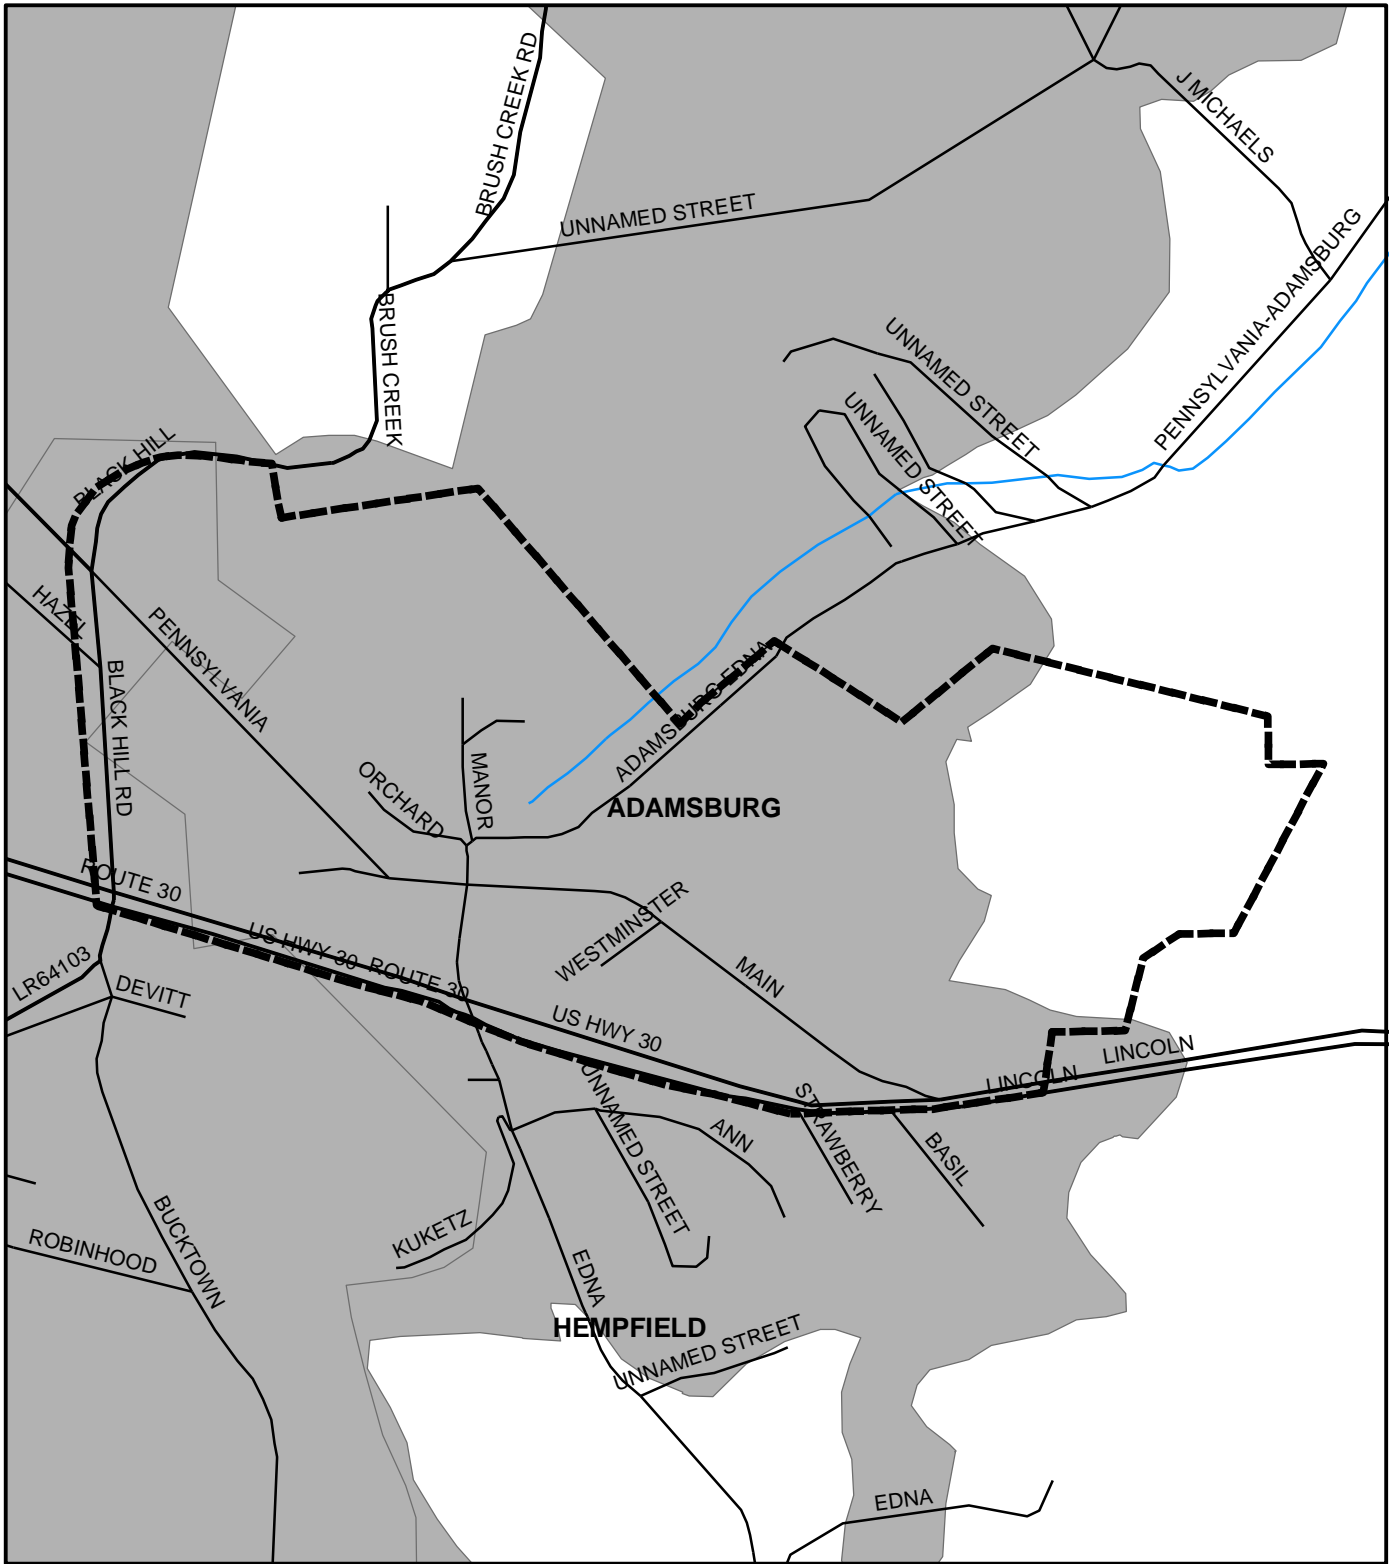 BRUSH CREEK RD
J MICHAELS
UNNAMED STREET
PENNSYLVANIA-ADAMSBURG
BRUSH CREEK
UNNAMED STREET
UNNAMED STREET
BLACK HILL
HAZEL
PENNSYLVANIA
BLACK HILL RD
ADAMSBURG-EDNA
MANOR
ORCHARD
ADAMSBURG
ROUTE 30
WESTMINSTER
US HWY 30
ROUTE 30
MAIN
LR64103
DEVITT
US HWY 30
LINCOLN
LINCOLN
UNNAMED STREET
STRAWBERRY
ANN
BASIL
BUCKTOWN
KUKETZ
ROBINHOOD
EDNA
HEMPFIELD
UNNAMED STREET
EDNA